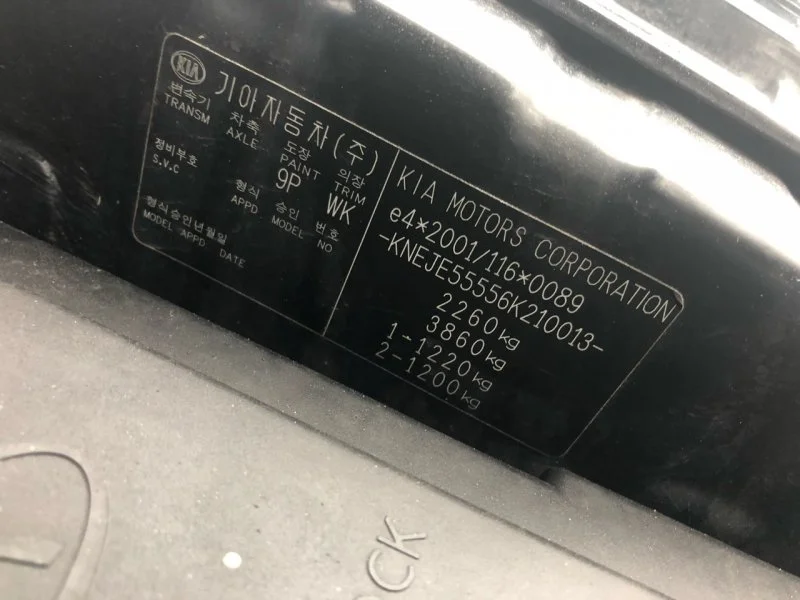 KIA 기아자동차(주)
변속기 차축 도장 의장
TRANSM AXLE PAINT TRIM
9P WK
정비부호 형식 승인 번호
S.V.C APPD MODEL NO
형식승인년월일
MODEL APPD DATE
KIA MOTORS CORPORATION
e4*2001/116*0089
-KNEJE55556K210013-
2260kg
3860kg
1-1220kg
2-1200kg